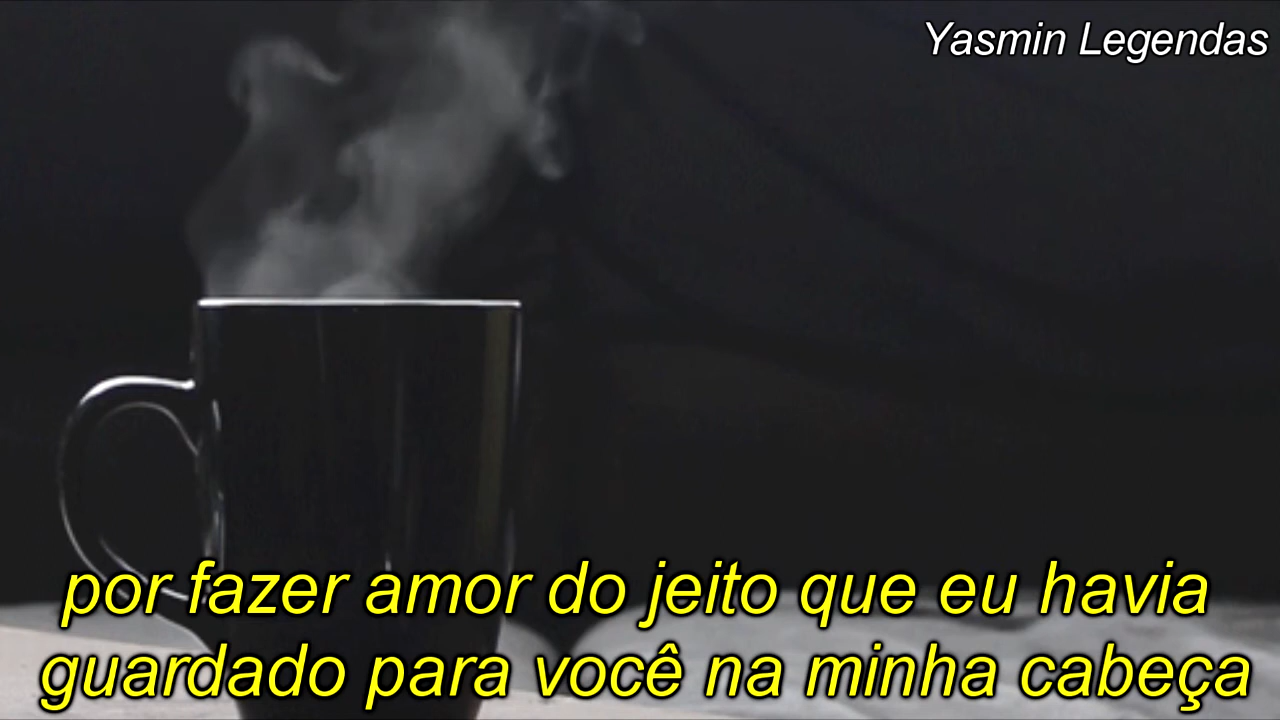 Yasmin Legendas
por fazer amor do jeito que eu havia
guardado para você na minha cabeça